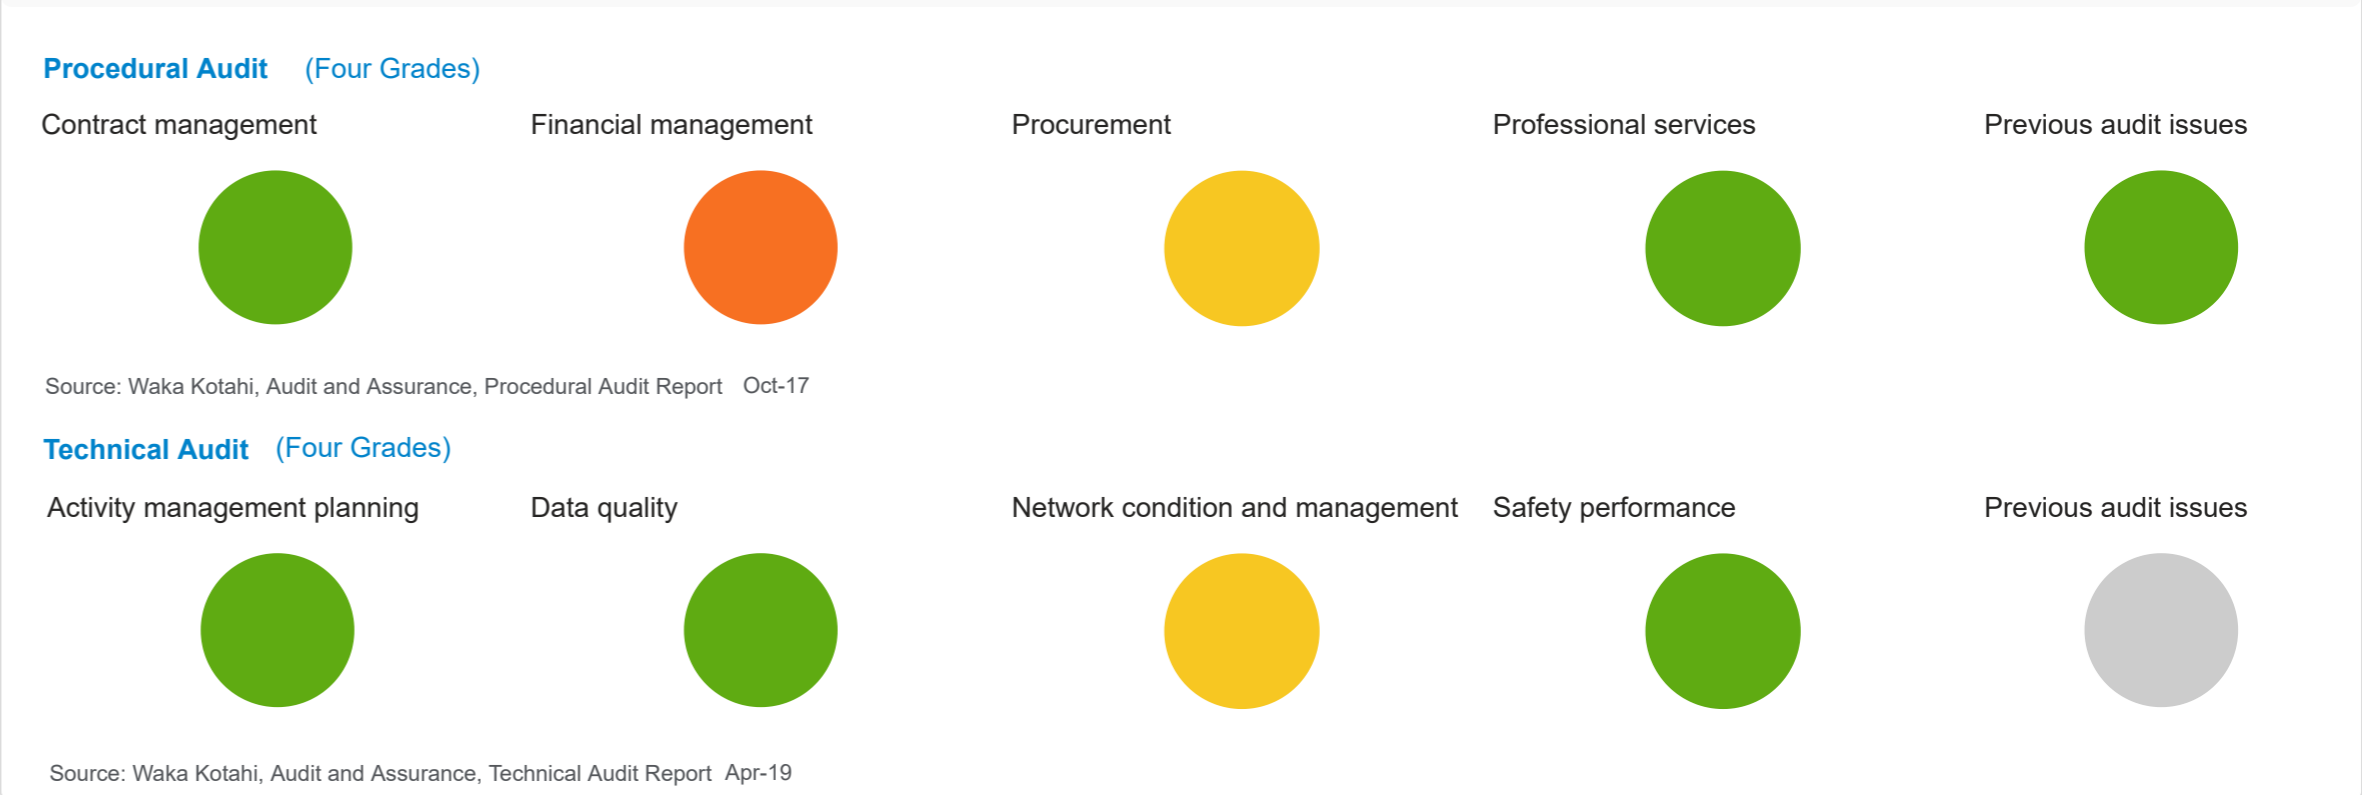 Procedural Audit (Four Grades)
Contract management Financial management Procurement Professional services Previous audit issues
Source: Waka Kotahi, Audit and Assurance, Procedural Audit Report Oct-17
Technical Audit (Four Grades)
Activity management planning Data quality Network condition and management Safety performance Previous audit issues
Source: Waka Kotahi, Audit and Assurance, Technical Audit Report Apr-19